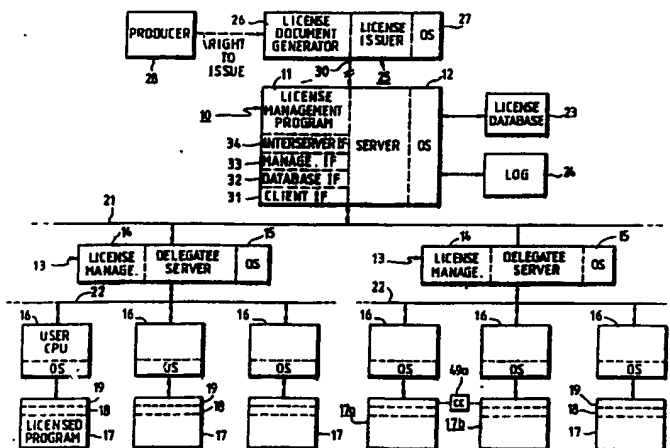 PRODUCER
28
RIGHT
TO
ISSUE
26
LICENSE
DOCUMENT
GENERATOR
LICENSE
ISSUER
OS
27
30
25
11
12
10
LICENSE
MANAGEMENT
PROGRAM
34
INTERSERVER IF
33
MANAGE. IF
32
DATABASE IF
31
CLIENT IF
SERVER
OS
LICENSE
DATABASE
23
LOG
24
21
14
15
13
LICENSE
MANAGE.
DELEGATEE
SERVER
OS
14
15
13
LICENSE
MANAGE.
DELEGATEE
SERVER
OS
22
22
16
USER
CPU
OS
16
OS
16
OS
16
OS
16
OS
16
OS
19
18
LICENSED
PROGRAM
17
19
18
17
17
17a
49a
CC
17b
19
18
17